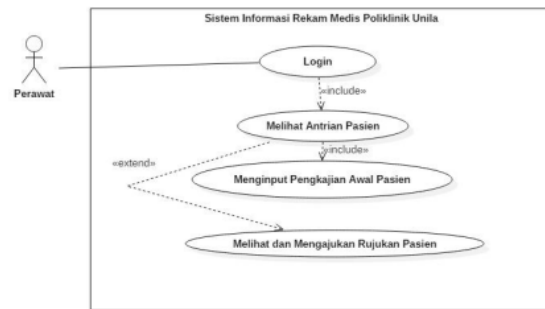 Sistem Informasi Rekam Medis Poliklinik Unila
Login
Perawat
«include»
Melihat Antrian Pasien
«include»
«extend»
Menginput Pengkajian Awal Pasien
Melihat dan Mengajukan Rujukan Pasien